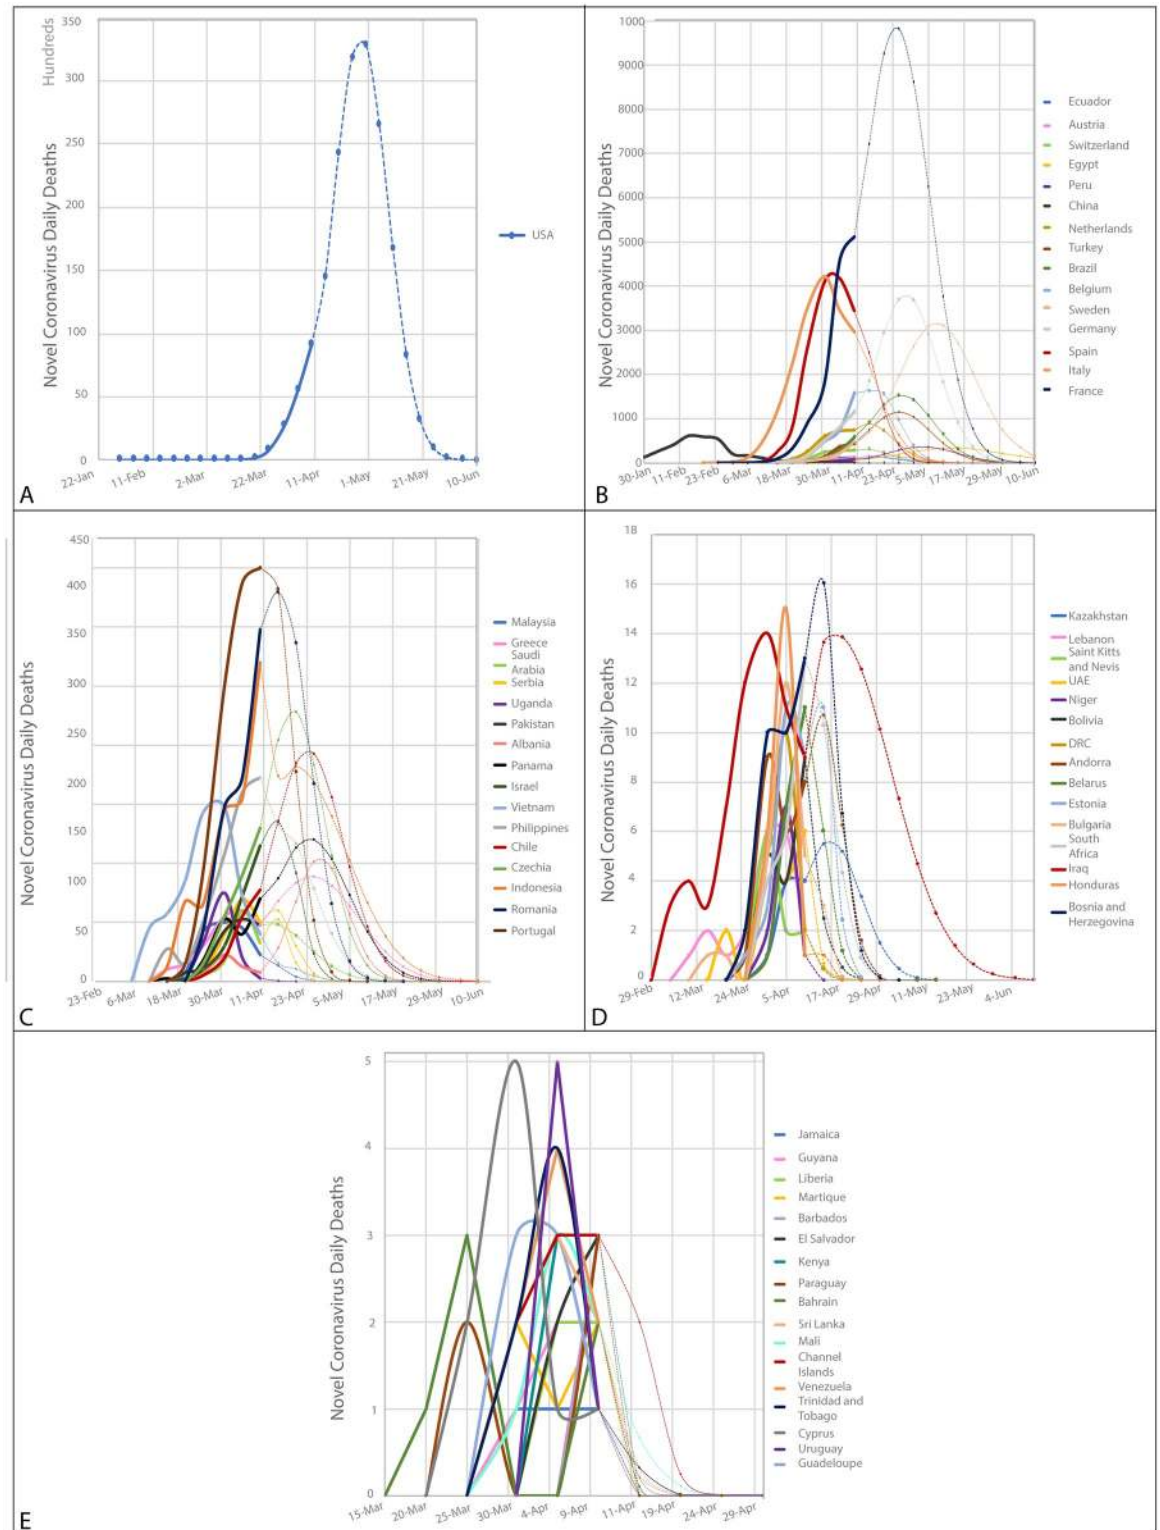 Hundreds
Novel Coronavirus Daily Deaths
350
300
250
200
150
100
50
0
22-Jan
11-Feb
2-Mar
22-Mar
11-Apr
1-May
21-May
10-Jun
USA
A
Novel Coronavirus Daily Deaths
1000
9000
8000
7000
6000
5000
4000
3000
2000
1000
0
30-Jan
11-Feb
23-Feb
6-Mar
18-Mar
30-Mar
11-Apr
23-Apr
5-May
17-May
29-May
10-Jun
Ecuador
Austria
Switzerland
Egypt
Peru
China
Netherlands
Turkey
Brazil
Belgium
Sweden
Germany
Spain
Italy
France
B
Novel Coronavirus Daily Deaths
450
400
350
300
250
200
150
100
50
0
23-Feb
6-Mar
18-Mar
30-Mar
11-Apr
23-Apr
5-May
17-May
29-May
10-Jun
Malaysia
Greece
Saudi
Arabia
Serbia
Uganda
Pakistan
Albania
Panama
Israel
Vietnam
Philippines
Chile
Czechia
Indonesia
Romania
Portugal
C
Novel Coronavirus Daily Deaths
18
16
14
12
10
8
6
4
2
0
29-Feb
12-Mar
24-Mar
5-Apr
17-Apr
29-Apr
11-May
23-May
4-Jun
Kazakhstan
Lebanon
Saint Kitts
and Nevis
UAE
Niger
Bolivia
DRC
Andorra
Belarus
Estonia
Bulgaria
South
Africa
Iraq
Honduras
Bosnia and
Herzegovina
D
Novel Coronavirus Daily Deaths
5
4
3
2
1
0
15-Mar
20-Mar
25-Mar
30-Mar
4-Apr
9-Apr
11-Apr
19-Apr
24-Apr
29-Apr
Jamaica
Guyana
Liberia
Martique
Barbados
El Salvador
Kenya
Paraguay
Bahrain
Sri Lanka
Mali
Channel
Islands
Venezuela
Trinidad and
Tobago
Cyprus
Uruguay
Guadeloupe
E